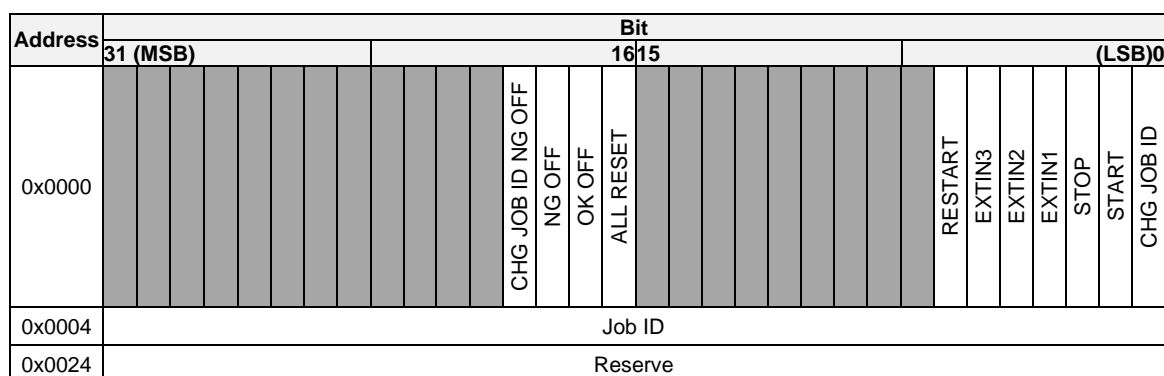 Address
Bit
31 (MSB)
16
15
(LSB)0
0x0000
CHG JOB ID NG OFF
NG OFF
OK OFF
ALL RESET
RESTART
EXTIN3
EXTIN2
EXTIN1
STOP
START
CHG JOB ID
0x0004
Job ID
0x0024
Reserve